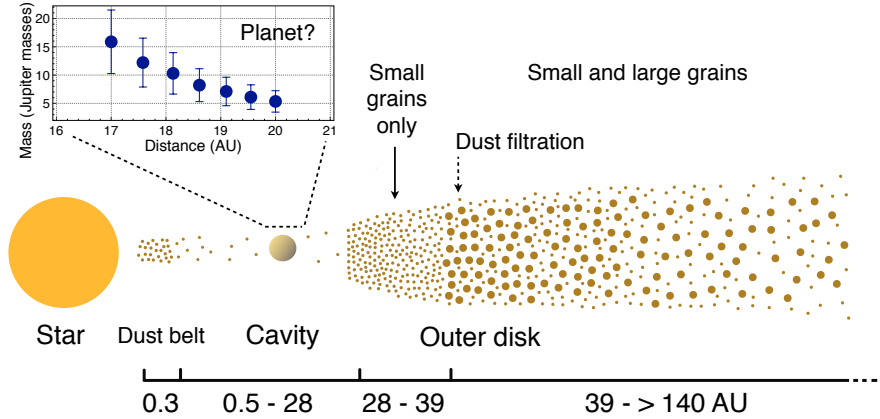 Planet?
Mass (Jupiter masses)
20
15
10
5
16
17
18
19
20
21
Distance (AU)
Small
grains
only
Small and large grains
Dust filtration
Star
Dust belt
Cavity
Outer disk
0.3
0.5 - 28
28 - 39
39 - > 140 AU